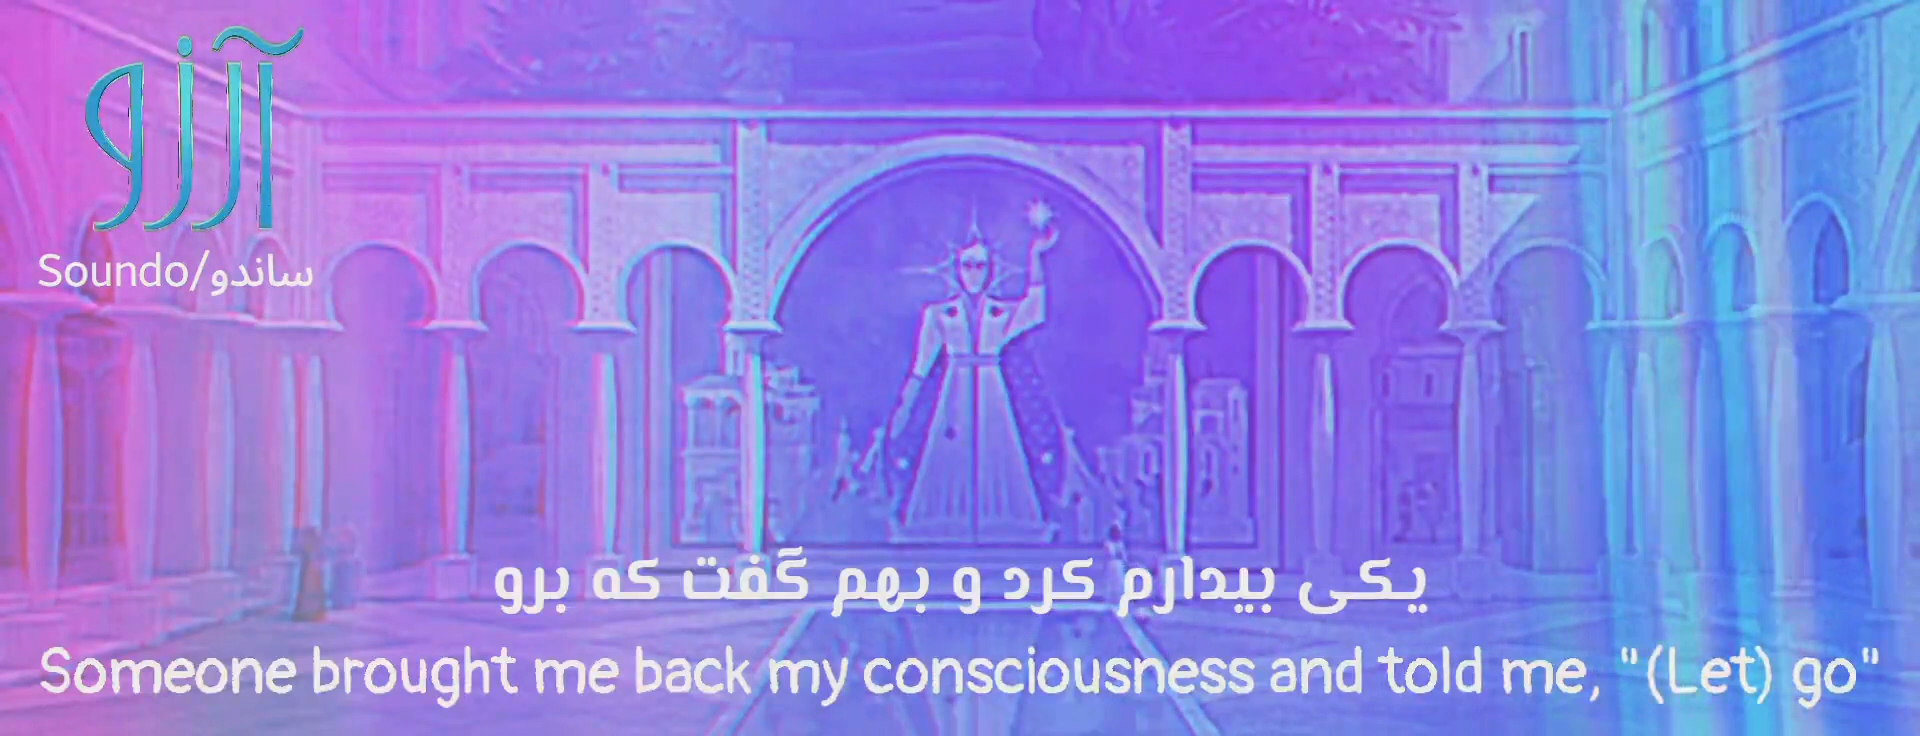 آرزو
Soundo/ساندو
یکی بیدارم کرد و بهم گفت که برو
Someone brought me back my consciousness and told me, "(Let) go"